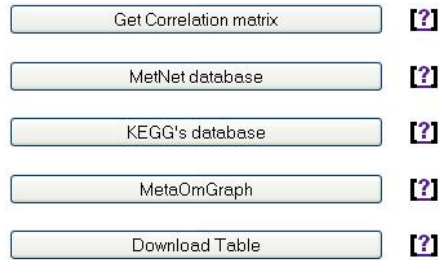 Get Correlation matrix [?]
MetNet database [?]
KEGG's database [?]
MetaOmGraph [?]
Download Table [?]